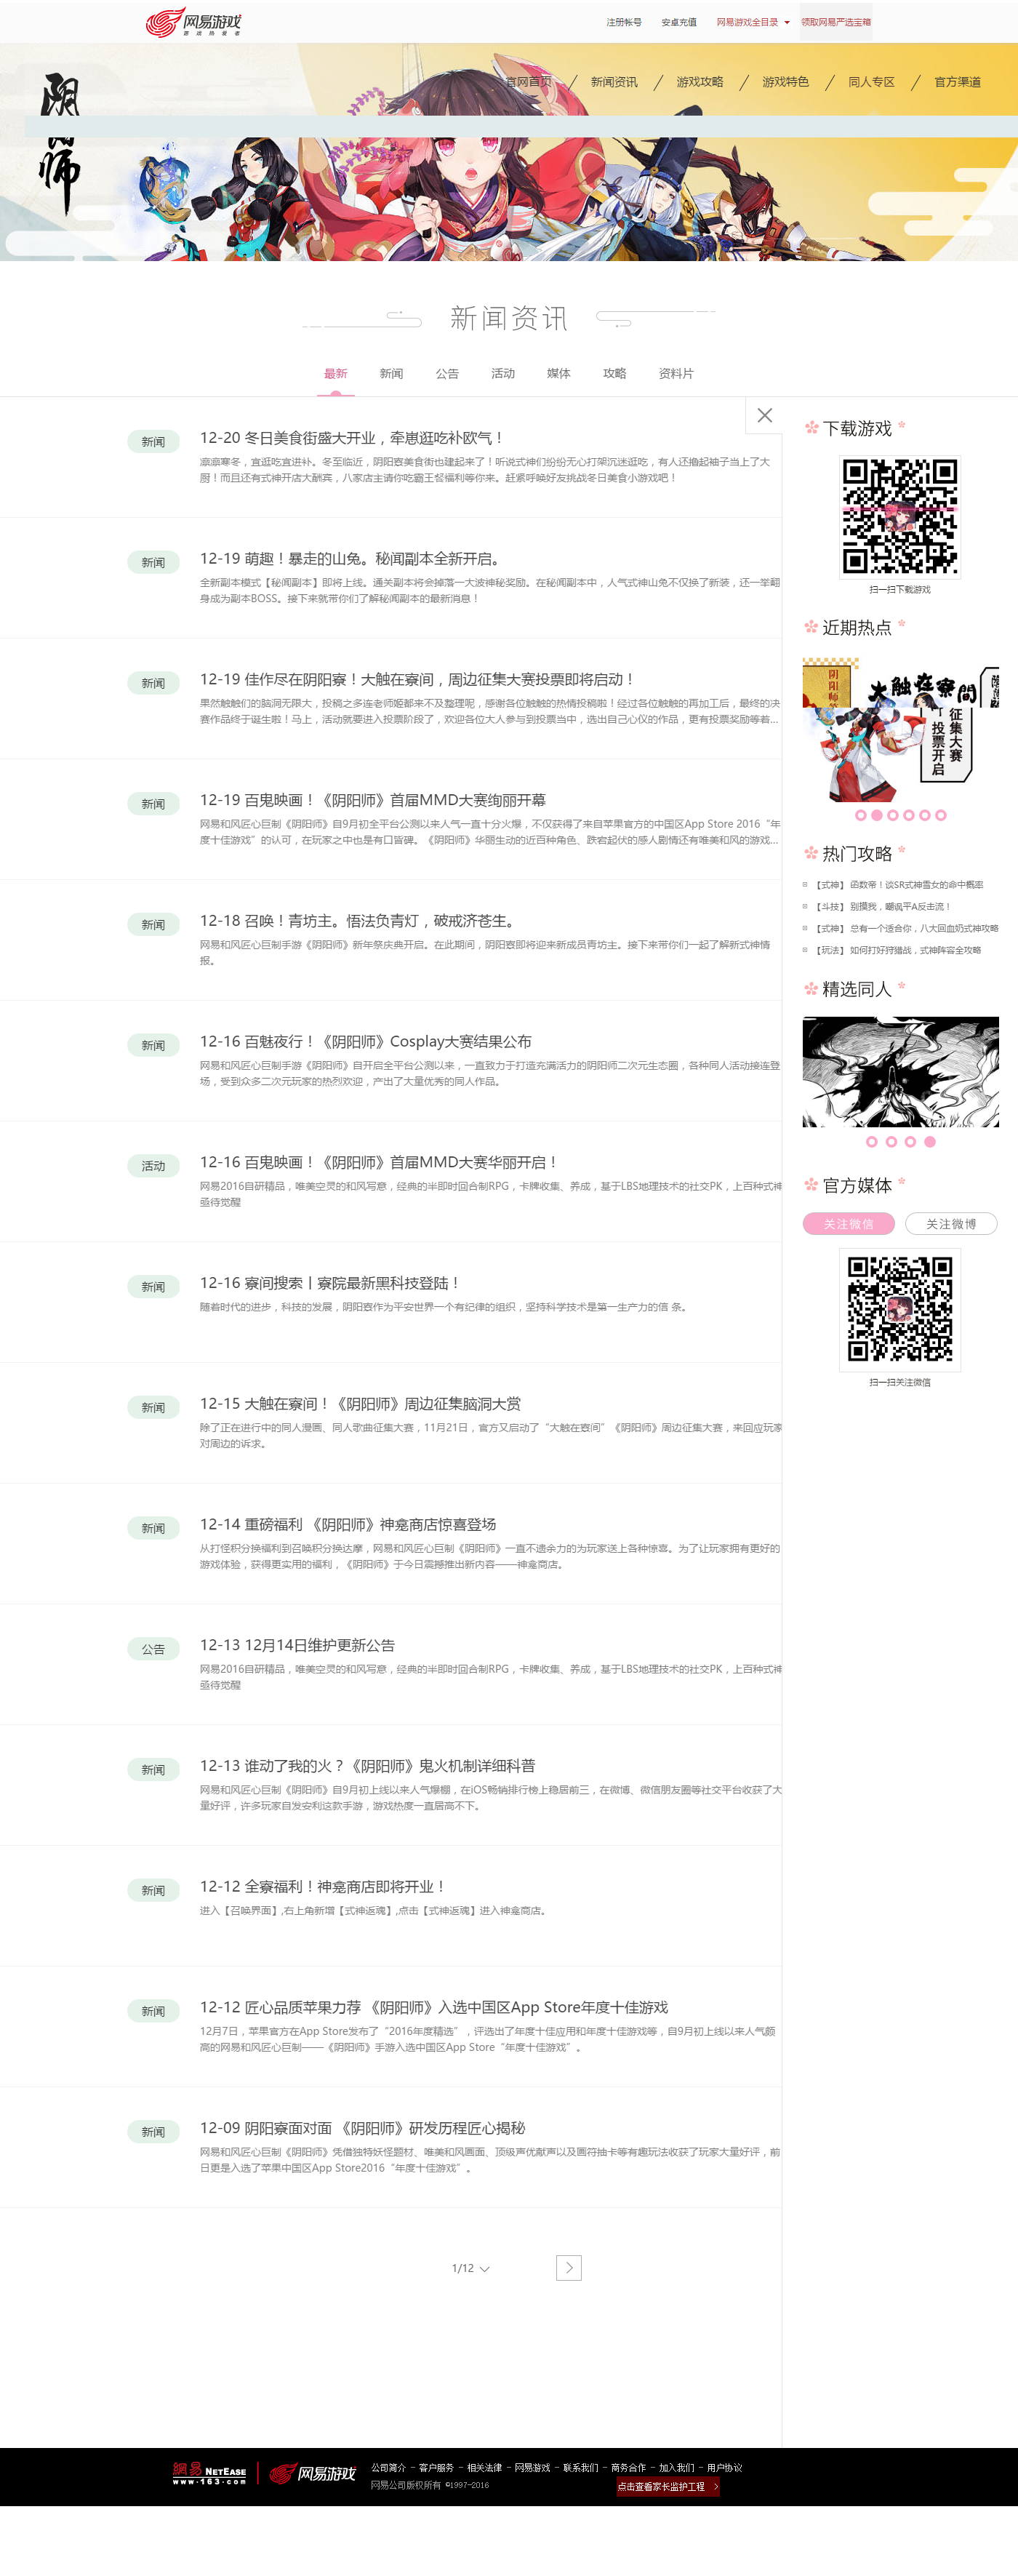 网易游戏
游戏热爱者
注册帐号
安卓充值
网易游戏全目录
领取网易严选宝箱
官网首页
新闻资讯
游戏攻略
游戏特色
同人专区
官方渠道
新闻资讯
最新
新闻
公告
活动
媒体
攻略
资料片
新闻
12-20 冬日美食街盛大开业，牵崽逛吃补欧气！
凛凛寒冬，宜逛吃宜进补。冬至临近，阴阳寮美食街也建起来了！听说式神们纷纷无心打架沉迷逛吃，有人还撸起袖子当上了大
厨！而且还有式神开店大酬宾，八家店主请你吃霸王餐福利等你来。赶紧呼唤好友挑战冬日美食小游戏吧！
新闻
12-19 萌趣！暴走的山兔。秘闻副本全新开启。
全新副本模式【秘闻副本】即将上线。通关副本将会掉落一大波神秘奖励。在秘闻副本中，人气式神山兔不仅换了新装，还一举翻
身成为副本BOSS。接下来就带你们了解秘闻副本的最新消息！
新闻
12-19 佳作尽在阴阳寮！大触在寮间，周边征集大赛投票即将启动！
果然触触们的脑洞无限大，投稿之多连老师姬都来不及整理呢，感谢各位触触的热情投稿啦！经过各位触触的再加工后，最终的决
赛作品终于诞生啦！马上，活动就要进入投票阶段了，欢迎各位大人参与到投票当中，选出自己心仪的作品，更有投票奖励等着...
新闻
12-19 百鬼映画！《阴阳师》首届MMD大赛绚丽开幕
网易和风匠心巨制《阴阳师》自9月初全平台公测以来人气一直十分火爆，不仅获得了来自苹果官方的中国区App Store 2016“年
度十佳游戏”的认可，在玩家之中也是有口皆碑。《阴阳师》华丽生动的近百种角色、跌宕起伏的感人剧情还有唯美和风的游戏...
新闻
12-18 召唤！青坊主。悟法负青灯，破戒济苍生。
网易和风匠心巨制手游《阴阳师》新年祭庆典开启。在此期间，阴阳寮即将迎来新成员青坊主。接下来带你们一起了解新式神情
报。
新闻
12-16 百魅夜行！《阴阳师》Cosplay大赛结果公布
网易和风匠心巨制手游《阴阳师》自开启全平台公测以来，一直致力于打造充满活力的阴阳师二次元生态圈，各种同人活动接连登
场，受到众多二次元玩家的热烈欢迎，产出了大量优秀的同人作品。
活动
12-16 百鬼映画！《阴阳师》首届MMD大赛华丽开启！
网易2016自研精品，唯美空灵的和风写意，经典的半即时回合制RPG，卡牌收集、养成，基于LBS地理技术的社交PK，上百种式神
亟待觉醒
新闻
12-16 寮间搜索丨寮院最新黑科技登陆！
随着时代的进步，科技的发展，阴阳寮作为平安世界一个有纪律的组织，坚持科学技术是第一生产力的信 条。
新闻
12-15 大触在寮间！《阴阳师》周边征集脑洞大赏
除了正在进行中的同人漫画、同人歌曲征集大赛，11月21日，官方又启动了“大触在寮间”《阴阳师》周边征集大赛，来回应玩家
对周边的诉求。
新闻
12-14 重磅福利 《阴阳师》神龛商店惊喜登场
从打怪积分换福利到召唤积分换达摩，网易和风匠心巨制《阴阳师》一直不遗余力的为玩家送上各种惊喜。为了让玩家拥有更好的
游戏体验，获得更实用的福利，《阴阳师》于今日震撼推出新内容——神龛商店。
公告
12-13 12月14日维护更新公告
网易2016自研精品，唯美空灵的和风写意，经典的半即时回合制RPG，卡牌收集、养成，基于LBS地理技术的社交PK，上百种式神
亟待觉醒
新闻
12-13 谁动了我的火？《阴阳师》鬼火机制详细科普
网易和风匠心巨制《阴阳师》自9月初上线以来人气爆棚，在iOS畅销排行榜上稳居前三，在微博、微信朋友圈等社交平台收获了大
量好评，许多玩家自发安利这款手游，游戏热度一直居高不下。
新闻
12-12 全寮福利！神龛商店即将开业！
进入【召唤界面】,右上角新增【式神返魂】,点击【式神返魂】进入神龛商店。
新闻
12-12 匠心品质苹果力荐 《阴阳师》入选中国区App Store年度十佳游戏
12月7日，苹果官方在App Store发布了“2016年度精选”，评选出了年度十佳应用和年度十佳游戏等，自9月初上线以来人气颇
高的网易和风匠心巨制——《阴阳师》手游入选中国区App Store“年度十佳游戏”。
新闻
12-09 阴阳寮面对面 《阴阳师》研发历程匠心揭秘
网易和风匠心巨制《阴阳师》凭借独特妖怪题材、唯美和风画面、顶级声优献声以及画符抽卡等有趣玩法收获了玩家大量好评，前
日更是入选了苹果中国区App Store2016“年度十佳游戏”。
1/12
下载游戏
扫一扫下载游戏
近期热点
大触在寮間
征集大赛
投票开启
热门攻略
【式神】 函数帝！谈SR式神雪女的命中概率
【斗技】 别摸我，嘲讽平A反击流！
【式神】 总有一个适合你，八大回血奶式神攻略
【玩法】 如何打好狩猎战，式神阵容全攻略
精选同人
官方媒体
关注微信
关注微博
扫一扫关注微信
網易 NETEASE
www.163.com
网易游戏
公司简介 - 客户服务 - 相关法律 - 网易游戏 - 联系我们 - 商务合作 - 加入我们 - 用户协议
网易公司版权所有 ©1997-2016
点击查看家长监护工程